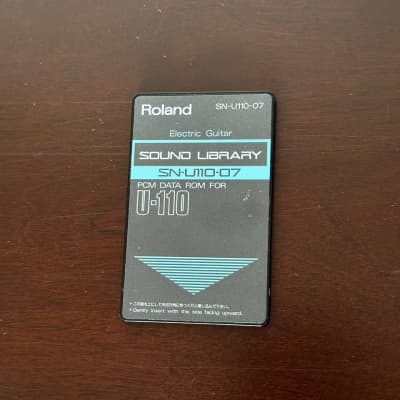 Roland SN-U110-07
Electric Guitar
SOUND LIBRARY
SN-U110-07
PCM DATA ROM FOR
U-110
• Gently insert with this side facing upward.